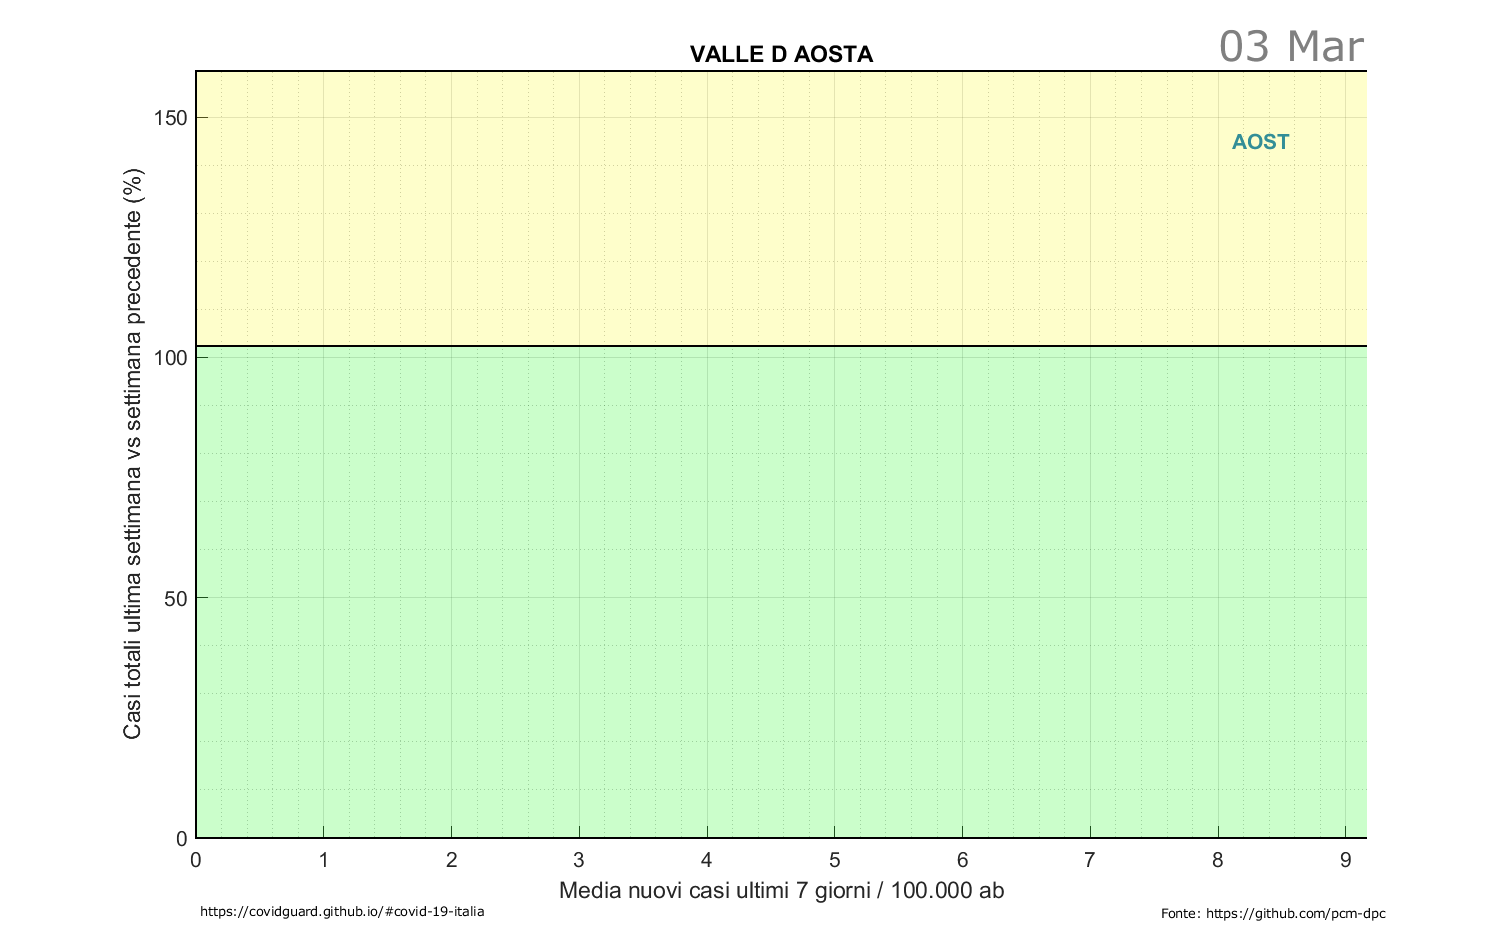 03 Mar
VALLE D AOSTA
150
AOST
Casi totali ultima settimana vs settimana precedente (%)
100
50
0
0 1 2 3 4 5 6 7 8 9
Media nuovi casi ultimi 7 giorni / 100.000 ab
https://covidguard.github.io/#covid-19-italia
Fonte: https://github.com/pcm-dpc